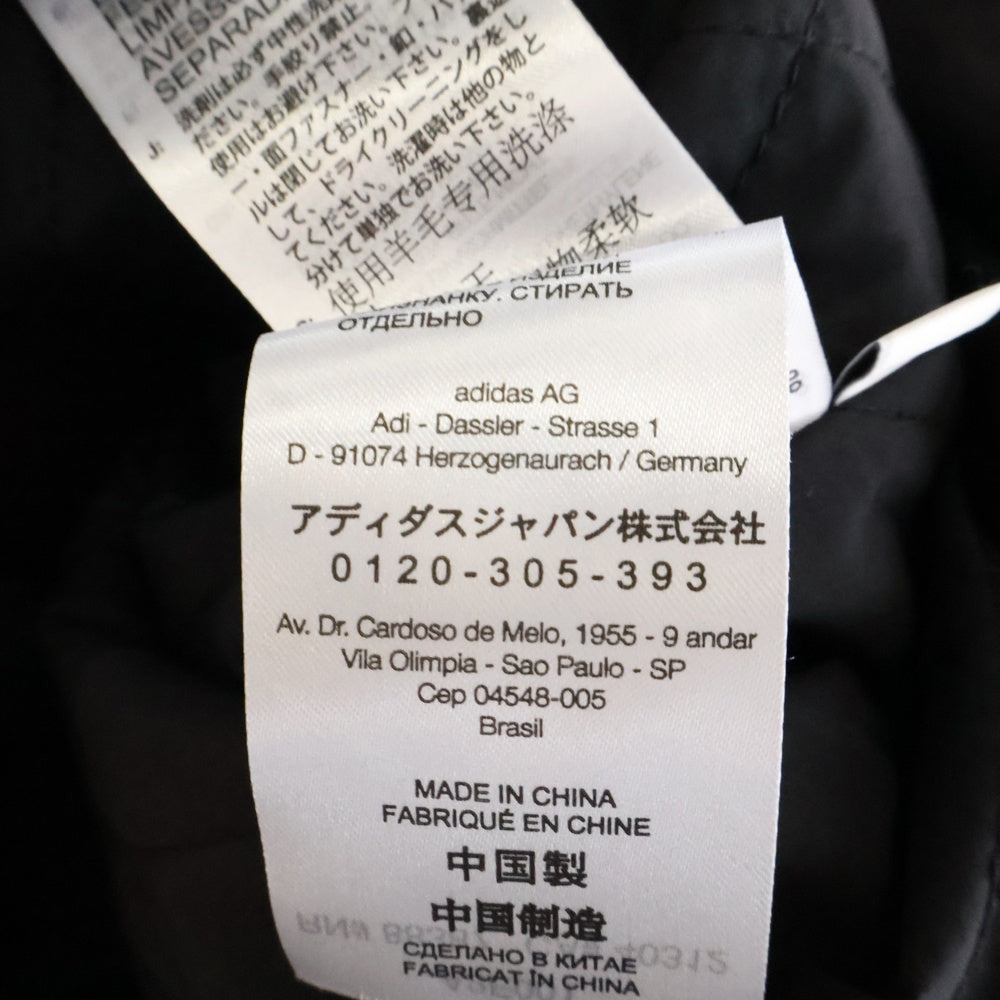 LIMPA
AVESSO
SEPARAD
洗剤は必ず中性洗
ださい。手絞り禁止。
使用はお避け下さい。
ー・面ファスナー・釦・
ルは閉じてお洗い下さい。
て、ドライクリーニングをし
てください。洗濯時は他の物と
分けて単独でお洗い下さい。
使用羊毛专用洗涤
柔软
ИЗДЕЛИЕ
СТИРАТЬ
ОТДЕЛЬНО
adidas AG
Adi - Dassler - Strasse 1
D - 91074 Herzogenaurach / Germany
アディダスジャパン株式会社
0120-305-393
Av. Dr. Cardoso de Melo, 1955 - 9 andar
Vila Olimpia - Sao Paulo - SP
Cep 04548-005
Brasil
MADE IN CHINA
FABRIQUÉ EN CHINE
中国製
中国制造
СДЕЛАНО В КИТАЕ
FABRICAT ÎN CHINA